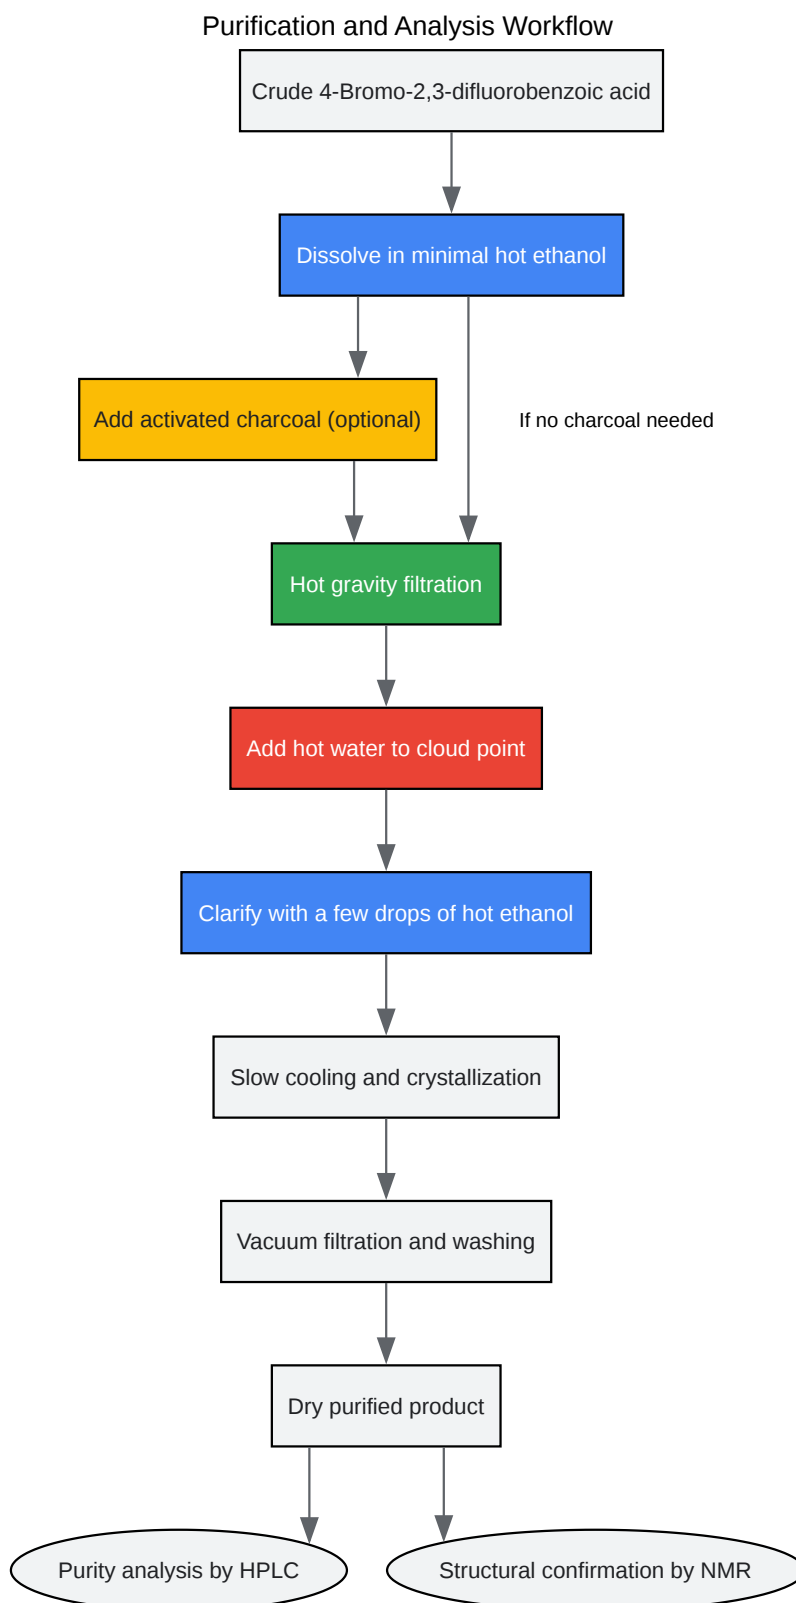 Purification and Analysis Workflow
Crude 4-Bromo-2,3-difluorobenzoic acid
Dissolve in minimal hot ethanol
Add activated charcoal (optional)
If no charcoal needed
Hot gravity filtration
Add hot water to cloud point
Clarify with a few drops of hot ethanol
Slow cooling and crystallization
Vacuum filtration and washing
Dry purified product
Purity analysis by HPLC
Structural confirmation by NMR